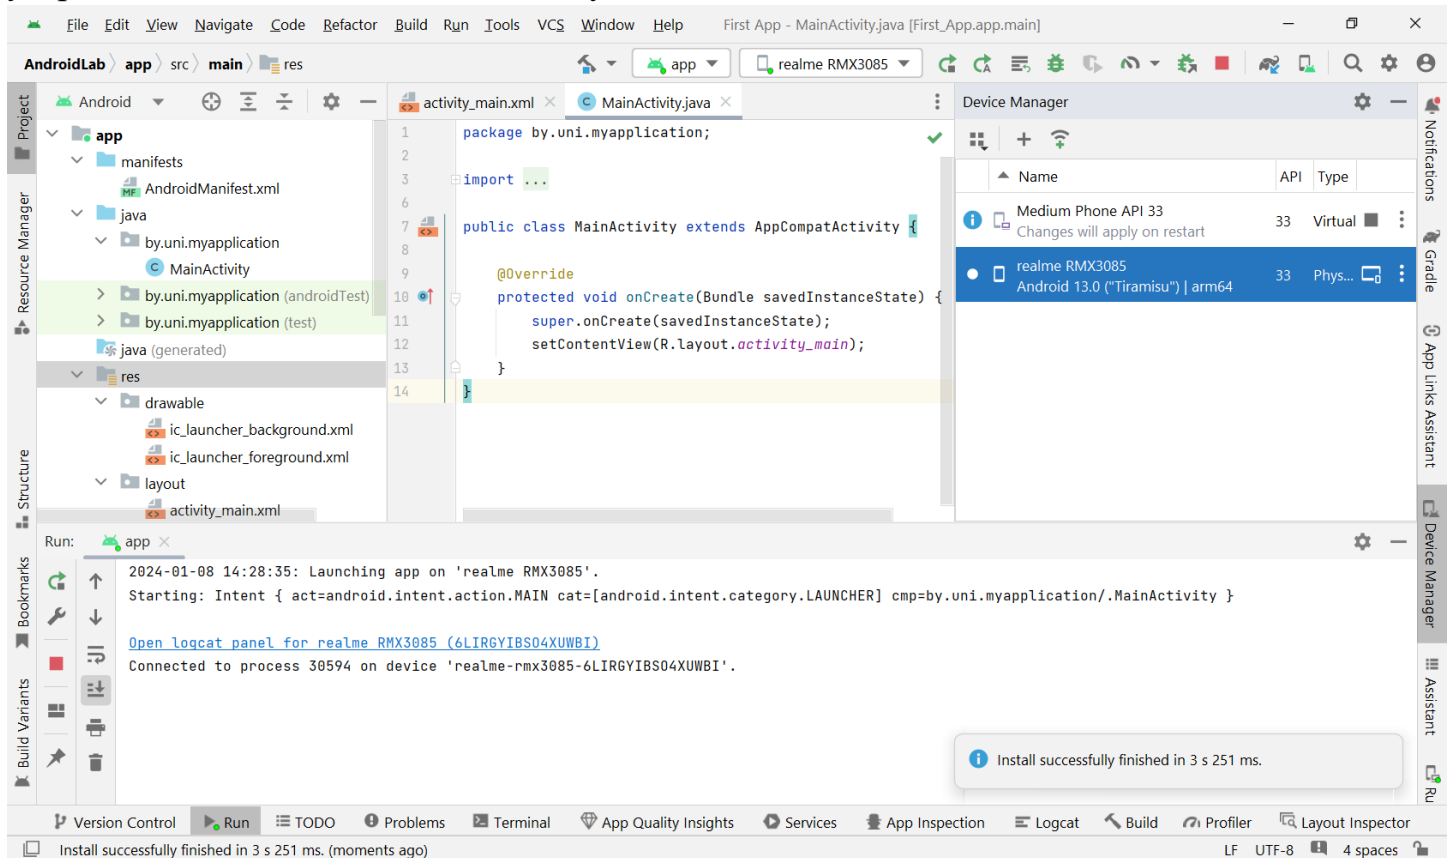 File Edit View Navigate Code Refactor Build Run Tools VCS Window Help First App - MainActivity.java [First_App.app.main]
AndroidLab app src main res app realme RMX3085
Project
Resource Manager
Structure
Bookmarks
Build Variants
Android
app
manifests
AndroidManifest.xml
java
by.uni.myapplication
MainActivity
by.uni.myapplication (androidTest)
by.uni.myapplication (test)
java (generated)
res
drawable
ic_launcher_background.xml
ic_launcher_foreground.xml
layout
activity_main.xml
activity_main.xml MainActivity.java
1 package by.uni.myapplication;
2
3 import ...
6
7 public class MainActivity extends AppCompatActivity {
8
9 @Override
10 protected void onCreate(Bundle savedInstanceState) {
11 super.onCreate(savedInstanceState);
12 setContentView(R.layout.activity_main);
13 }
14 }
Device Manager
Name API Type
Medium Phone API 33 33 Virtual
Changes will apply on restart
realme RMX3085 33 Phys...
Android 13.0 ("Tiramisu") | arm64
Notifications
Gradle
App Links Assistant
Device Manager
Assistant
Ru
Run: app
2024-01-08 14:28:35: Launching app on 'realme RMX3085'.
Starting: Intent { act=android.intent.action.MAIN cat=[android.intent.category.LAUNCHER] cmp=by.uni.myapplication/.MainActivity }
Open logcat panel for realme RMX3085 (6LIRGYIBSO4XUWBI)
Connected to process 30594 on device 'realme-rmx3085-6LIRGYIBSO4XUWBI'.
Install successfully finished in 3 s 251 ms.
Version Control Run TODO Problems Terminal App Quality Insights Services App Inspection Logcat Build Profiler Layout Inspector
Install successfully finished in 3 s 251 ms. (moments ago) LF UTF-8 4 spaces